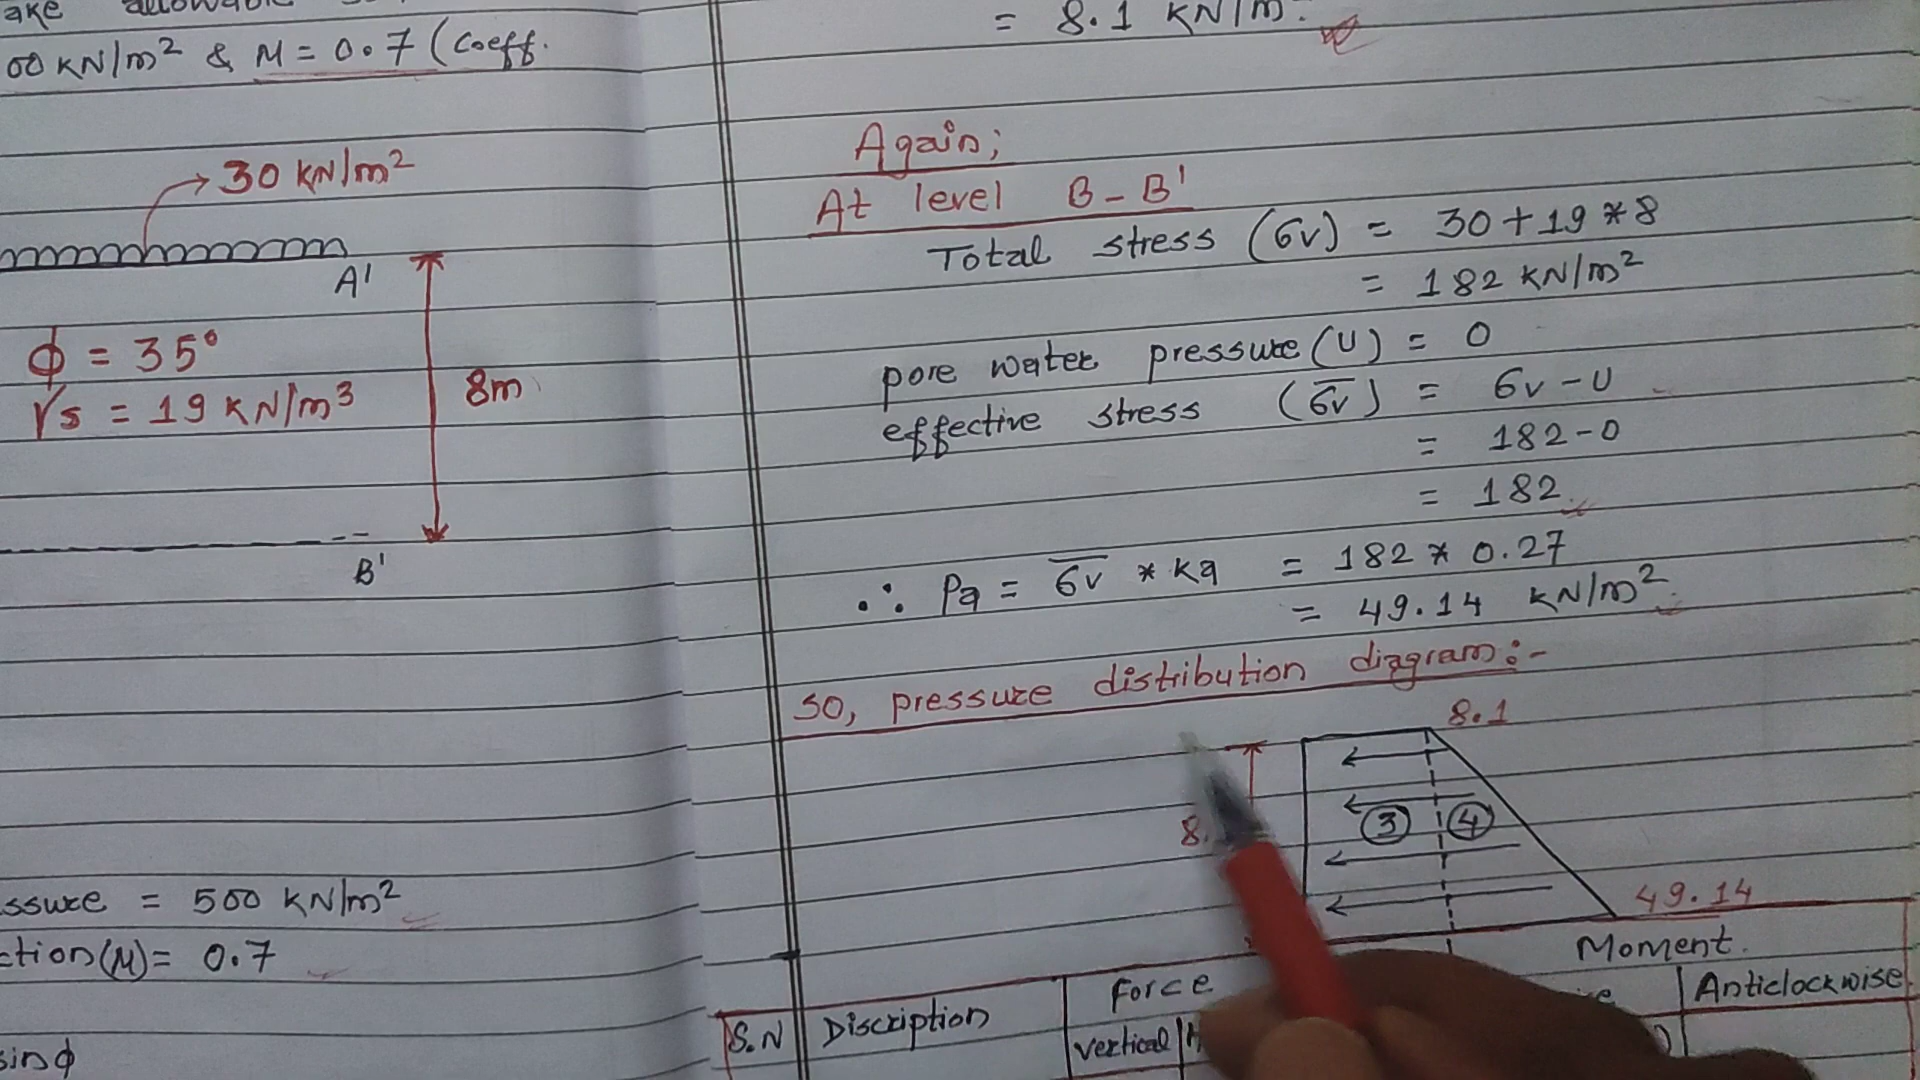 ake allowable
00 KN/m² & M = 0.7 (Coeff.
30 KN/m²
A'
ϕ = 35°
γs = 19 KN/m³
8m
B'
ssure = 500 KN/m²
ction (M) = 0.7
sinϕ
= 8.1 KN/m.
Again;
At level B - B'
Total stress (σv) = 30 + 19 * 8
= 182 KN/m²
pore water pressure (U) = 0
effective stress (σ̅v̅) = σv - U
= 182 - 0
= 182
∴ Pa = σ̅v̅ * ka = 182 * 0.27
= 49.14 KN/m²
so, pressure distribution diagram:-
8.1
③ ④
8.
49.14
Moment.
S.N Discription Force Anticlockwise
vertical